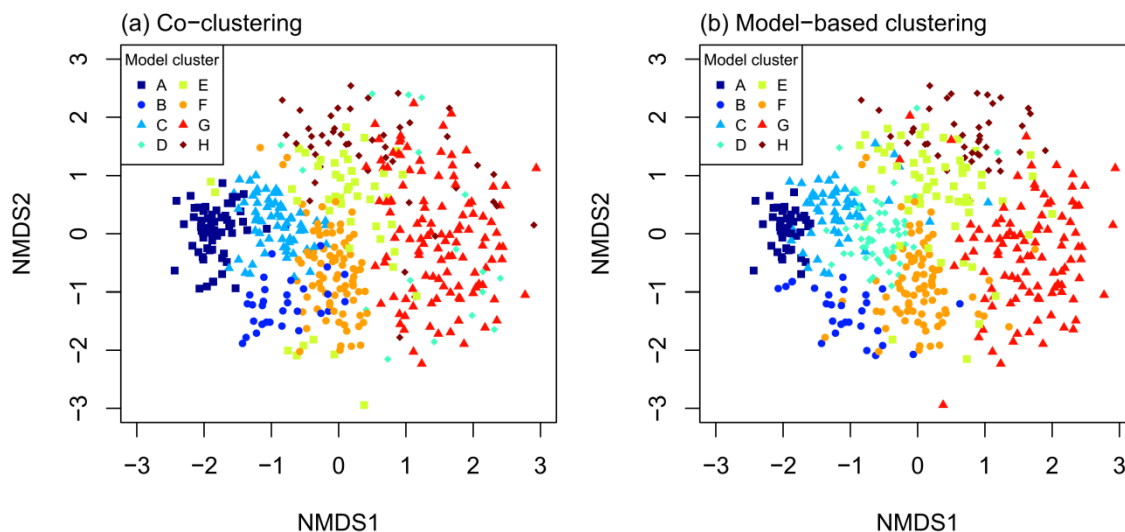 (a) Co−clustering
Model cluster
A E
B F
C G
D H
3
2
1
0
−1
−2
−3
NMDS2
−3 −2 −1 0 1 2 3
NMDS1
(b) Model−based clustering
Model cluster
A E
B F
C G
D H
3
2
1
0
−1
−2
−3
NMDS2
−3 −2 −1 0 1 2 3
NMDS1